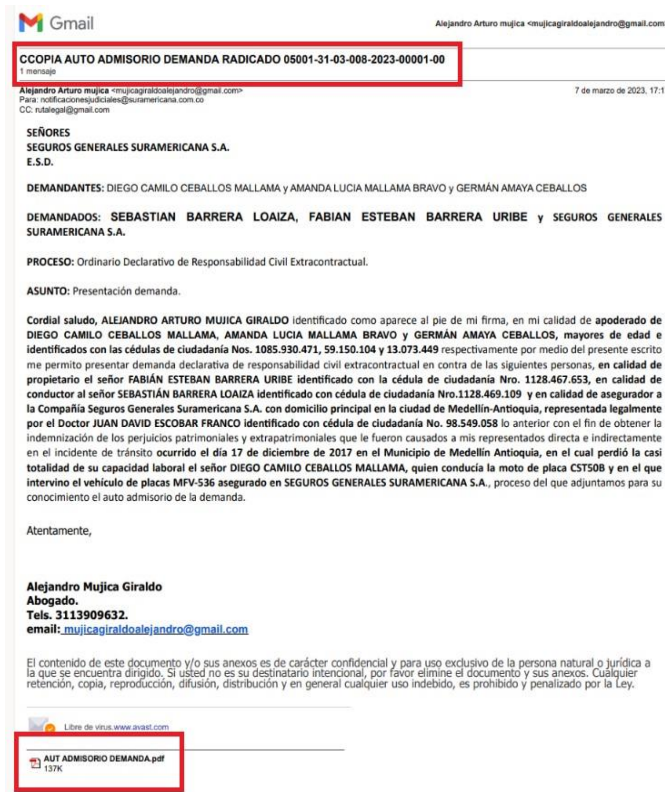 Gmail
Alejandro Arturo mujica <mujicagiraldoalejandro@gmail.com
CCOPIA AUTO ADMISORIO DEMANDA RADICADO 05001-31-03-008-2023-00001-00
1 mensaje
Alejandro Arturo mujica <mujicagiraldoalejandro@gmail.com>
7 de marzo de 2023, 17:1
Para: notificacionesjudiciales@suramericana.com.co
CC: rutalegal@gmail.com
SEÑORES
SEGUROS GENERALES SURAMERICANA S.A.
E.S.D.
DEMANDANTES: DIEGO CAMILO CEBALLOS MALLAMA y AMANDA LUCIA MALLAMA BRAVO y GERMÁN AMAYA CEBALLOS
DEMANDADOS: SEBASTIAN BARRERA LOAIZA, FABIAN ESTEBAN BARRERA URIBE y SEGUROS GENERALES
SURAMERICANA S.A.
PROCESO: Ordinario Declarativo de Responsabilidad Civil Extracontractual.
ASUNTO: Presentación demanda.
Cordial saludo, ALEJANDRO ARTURO MUJICA GIRALDO identificado como aparece al pie de mi firma, en mi calidad de apoderado de
DIEGO CAMILO CEBALLOS MALLAMA, AMANDA LUCIA MALLAMA BRAVO y GERMÁN AMAYA CEBALLOS, mayores de edad e
identificados con las cédulas de ciudadanía Nos. 1085.930.471, 59.150.104 y 13.073.449 respectivamente por medio del presente escrito
me permito presentar demanda declarativa de responsabilidad civil extracontractual en contra de las siguientes personas, en calidad de
propietario el señor FABIÁN ESTEBAN BARRERA URIBE identificado con la cédula de ciudadanía Nro. 1128.467.653, en calidad de
conductor al señor SEBASTIÁN BARRERA LOAIZA identificado con cédula de ciudadanía Nro.1128.469.109 y en calidad de asegurador a
la Compañía Seguros Generales Suramericana S.A. con domicilio principal en la ciudad de Medellín-Antioquia, representada legalmente
por el Doctor JUAN DAVID ESCOBAR FRANCO identificado con cédula de ciudadanía No. 98.549.058 lo anterior con el fin de obtener la
indemnización de los perjuicios patrimoniales y extrapatrimoniales que le fueron causados a mis representados directa e indirectamente
en el incidente de tránsito ocurrido el día 17 de diciembre de 2017 en el Municipio de Medellín Antioquia, en el cual perdió la casi
totalidad de su capacidad laboral el señor DIEGO CAMILO CEBALLOS MALLAMA, quien conducía la moto de placa CST50B y en el que
intervino el vehículo de placas MFV-536 asegurado en SEGUROS GENERALES SURAMERICANA S.A., proceso del que adjuntamos para su
conocimiento el auto admisorio de la demanda.
Atentamente,
Alejandro Mujica Giraldo
Abogado.
Tels. 3113909632.
email: mujicagiraldoalejandro@gmail.com
El contenido de este documento y/o sus anexos es de carácter confidencial y para uso exclusivo de la persona natural o jurídica a
la que se encuentra dirigido. Si usted no es su destinatario intencional, por favor elimine el documento y sus anexos. Cualquier
retención, copia, reproducción, difusión, distribución y en general cualquier uso indebido, es prohibido y penalizado por la Ley.
Libre de virus.www.avast.com
AUT ADMISORIO DEMANDA.pdf
137K